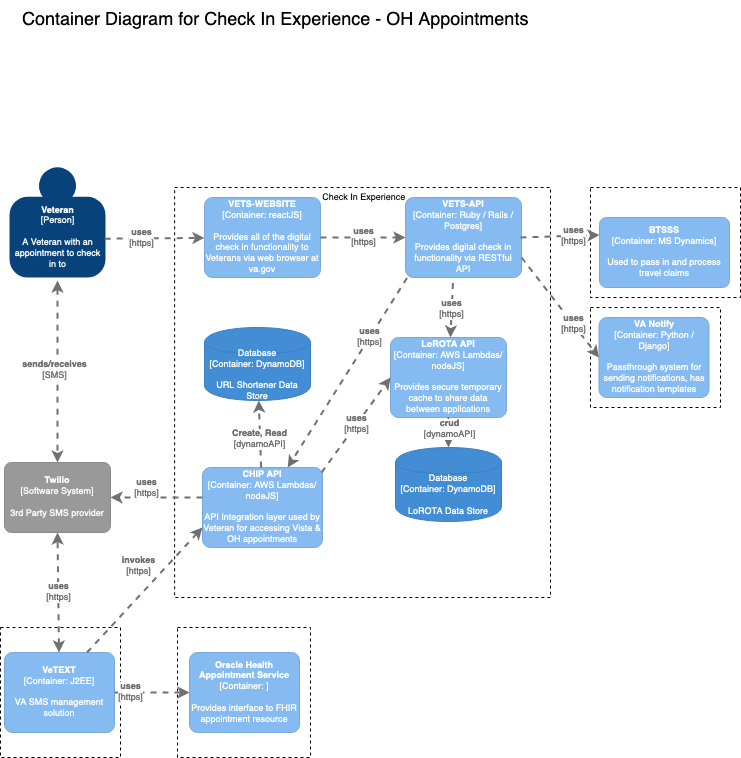 Container Diagram for Check In Experience - OH Appointments
Check In Experience
Veteran
[Person]
A Veteran with an
appointment to check
in to
uses
[https]
VETS-WEBSITE
[Container: reactJS]
Provides all of the digital
check in functionality to
Veterans via web browser at
va.gov
uses
[https]
VETS-API
[Container: Ruby / Rails /
Postgres]
Provides digital check in
functionality via RESTful
API
uses
[https]
BTSSS
[Container: MS Dynamics]
Used to pass in and process
travel claims
uses
[https]
VA Notify
[Container: Python /
Django]
Passthrough system for
sending notifications, has
notification templates
uses
[https]
uses
[https]
LoROTA API
[Container: AWS Lambdas/
nodeJS]
Provides secure temporary
cache to share data
between applications
Database
[Container: DynamoDB]
URL Shortener Data
Store
sends/receives
[SMS]
Create, Read
[dynamoAPI]
uses
[https]
crud
[dynamoAPI]
Database
[Container: DynamoDB]
LoROTA Data Store
Twilio
[Software System]
3rd Party SMS provider
uses
[https]
CHIP API
[Container: AWS Lambdas/
nodeJS]
API Integration layer used by
Veteran for accessing Vista &
OH appointments
invokes
[https]
uses
[https]
VeTEXT
[Container: J2EE]
VA SMS management
solution
uses
[https]
Oracle Health
Appointment Service
[Container: ]
Provides interface to FHIR
appointment resource